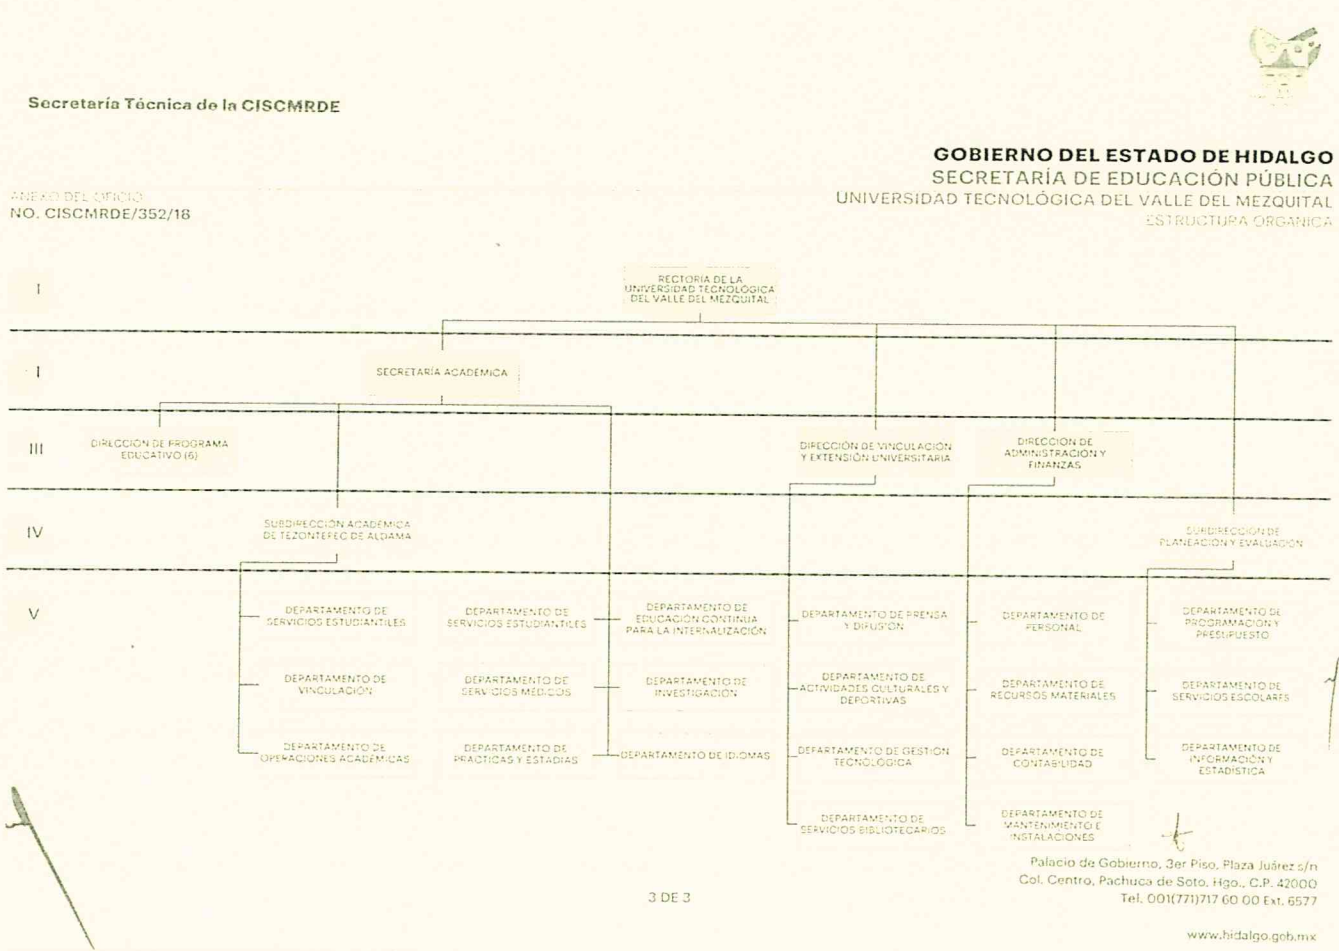 Secretaría Técnica de la CISCMRDE
GOBIERNO DEL ESTADO DE HIDALGO
SECRETARÍA DE EDUCACIÓN PÚBLICA
UNIVERSIDAD TECNOLÓGICA DEL VALLE DEL MEZQUITAL
ESTRUCTURA ORGÁNICA
ANEXO DEL OFICIO
NO. CISCMRDE/352/18
I
RECTORÍA DE LA
UNIVERSIDAD TECNOLÓGICA
DEL VALLE DEL MEZQUITAL
I
SECRETARÍA ACADÉMICA
III
DIRECCIÓN DE PROGRAMA
EDUCATIVO (6)
DIRECCIÓN DE VINCULACIÓN
Y EXTENSIÓN UNIVERSITARIA
DIRECCIÓN DE
ADMINISTRACIÓN Y
FINANZAS
IV
SUBDIRECCIÓN ACADÉMICA
DE TEZONTEPEC DE ALDAMA
SUBDIRECCIÓN DE
PLANEACIÓN Y EVALUACIÓN
V
DEPARTAMENTO DE
SERVICIOS ESTUDIANTILES
DEPARTAMENTO DE
SERVICIOS ESTUDIANTILES
DEPARTAMENTO DE
EDUCACIÓN CONTINUA
PARA LA INTERNALIZACIÓN
DEPARTAMENTO DE PRENSA
Y DIFUSIÓN
DEPARTAMENTO DE
PERSONAL
DEPARTAMENTO DE
PROGRAMACIÓN Y
PRESUPUESTO
DEPARTAMENTO DE
VINCULACIÓN
DEPARTAMENTO DE
SERVICIOS MÉDICOS
DEPARTAMENTO DE
INVESTIGACIÓN
DEPARTAMENTO DE
ACTIVIDADES CULTURALES Y
DEPORTIVAS
DEPARTAMENTO DE
RECURSOS MATERIALES
DEPARTAMENTO DE
SERVICIOS ESCOLARES
DEPARTAMENTO DE
OPERACIONES ACADÉMICAS
DEPARTAMENTO DE
PRÁCTICAS Y ESTADÍAS
DEPARTAMENTO DE IDIOMAS
DEPARTAMENTO DE GESTIÓN
TECNOLÓGICA
DEPARTAMENTO DE
CONTABILIDAD
DEPARTAMENTO DE
INFORMACIÓN Y
ESTADÍSTICA
DEPARTAMENTO DE
SERVICIOS BIBLIOTECARIOS
DEPARTAMENTO DE
MANTENIMIENTO E
INSTALACIONES
Palacio de Gobierno, 3er Piso, Plaza Juárez s/n
Col. Centro, Pachuca de Soto, Hgo., C.P. 42000
Tel. 001(771)717 60 00 Ext. 6577
3 DE 3
www.hidalgo.gob.mx